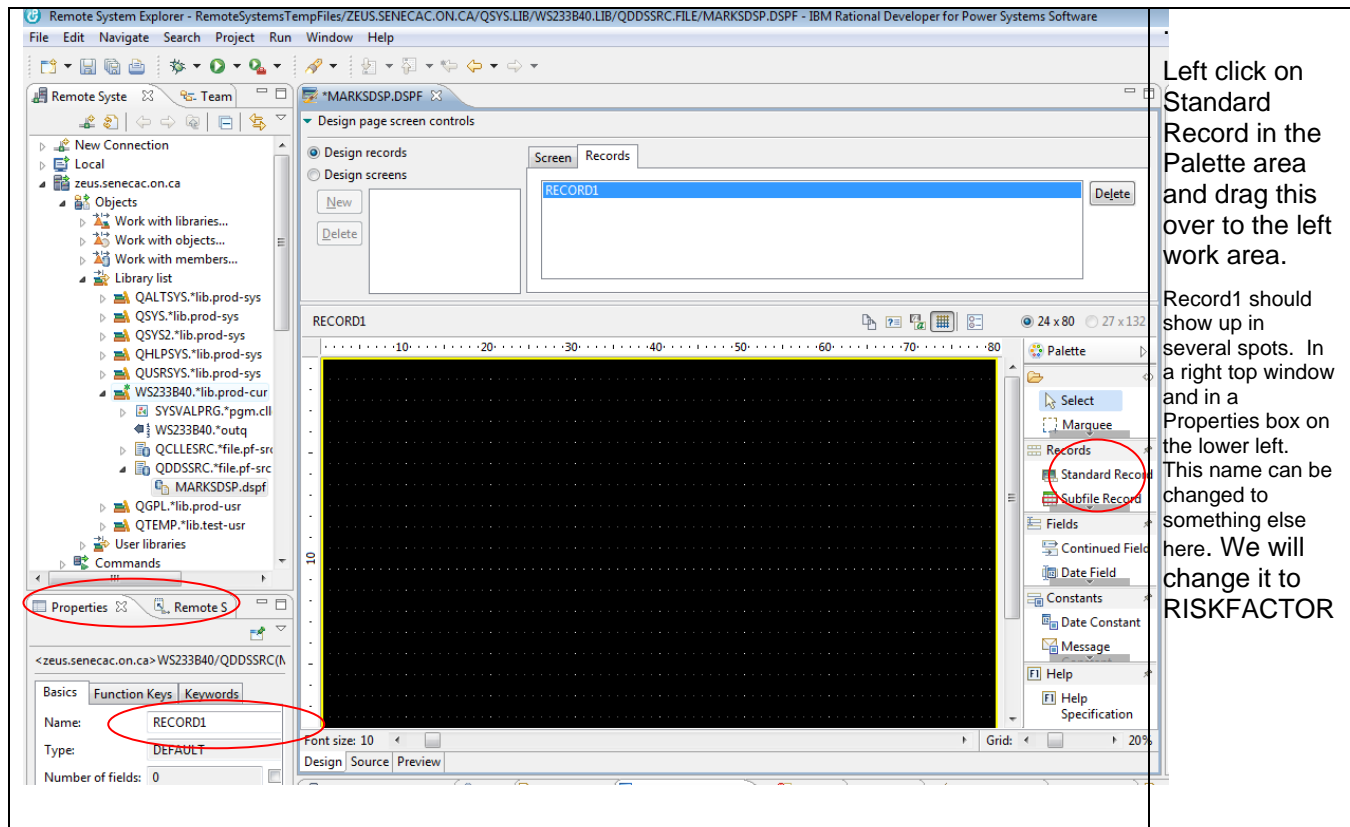 Remote System Explorer - RemoteSystemsTempFiles/ZEUS.SENECAC.ON.CA/QSYS.LIB/WS233B40.LIB/QDDSSRC.FILE/MARKSDSP.DSPF - IBM Rational Developer for Power Systems Software
File Edit Navigate Search Project Run Window Help
Remote Syste Team
New Connection
Local
zeus.senecac.on.ca
Objects
Work with libraries...
Work with objects...
Work with members...
Library list
QALTSYS.*lib.prod-sys
QSYS.*lib.prod-sys
QSYS2.*lib.prod-sys
QHLPSYS.*lib.prod-sys
QUSRSYS.*lib.prod-sys
WS233B40.*lib.prod-cur
SYSVALPRG.*pgm.cll
WS233B40.*outq
QCLLESRC.*file.pf-src
QDDSSRC.*file.pf-src
MARKSDSP.dspf
QGPL.*lib.prod-usr
QTEMP.*lib.test-usr
User libraries
Commands
Properties Remote S
<zeus.senecac.on.ca>WS233B40/QDDSSRC(
Basics Function Keys Keywords
Name: RECORD1
Type: DEFAULT
Number of fields: 0
*MARKSDSP.DSPF
Design page screen controls
Design records
Design screens
New
Delete
Screen Records
RECORD1
Delete
RECORD1
24 x 80 27 x 132
10 20 30 40 50 60 70 80
10
Palette
Select
Marquee
Records
Standard Record
Subfile Record
Fields
Continued Field
Date Field
Constants
Date Constant
Message
Help
Help
Specification
Font size: 10 Grid: 20%
Design Source Preview
.
Left click on
Standard
Record in the
Palette area
and drag this
over to the left
work area.
Record1 should
show up in
several spots. In
a right top window
and in a
Properties box on
the lower left.
This name can be
changed to
something else
here. We will
change it to
RISKFACTOR